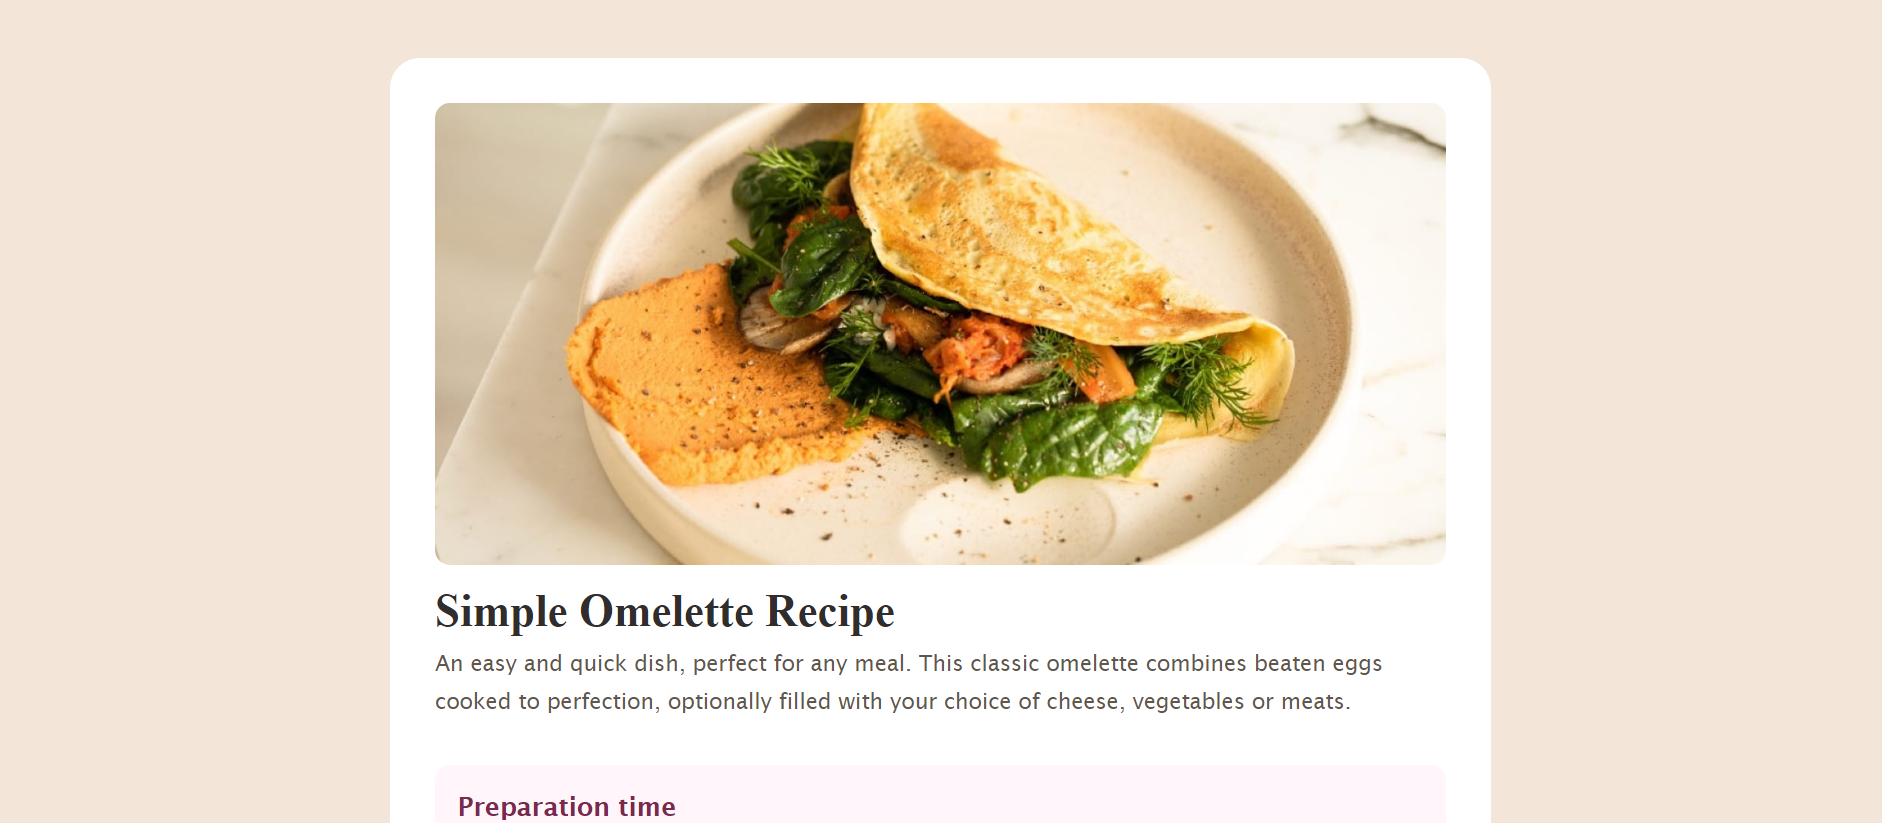 Simple Omelette Recipe
An easy and quick dish, perfect for any meal. This classic omelette combines beaten eggs
cooked to perfection, optionally filled with your choice of cheese, vegetables or meats.
Preparation time